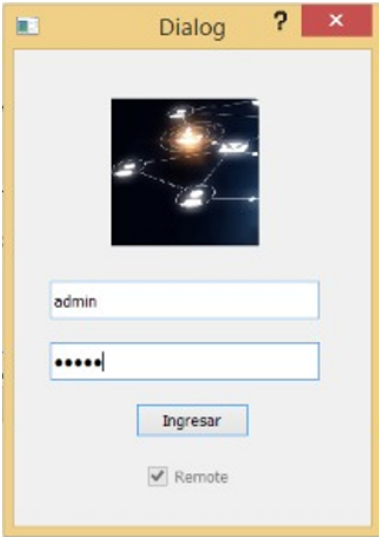 Dialog ?
admin
•••••
Ingresar
Remote